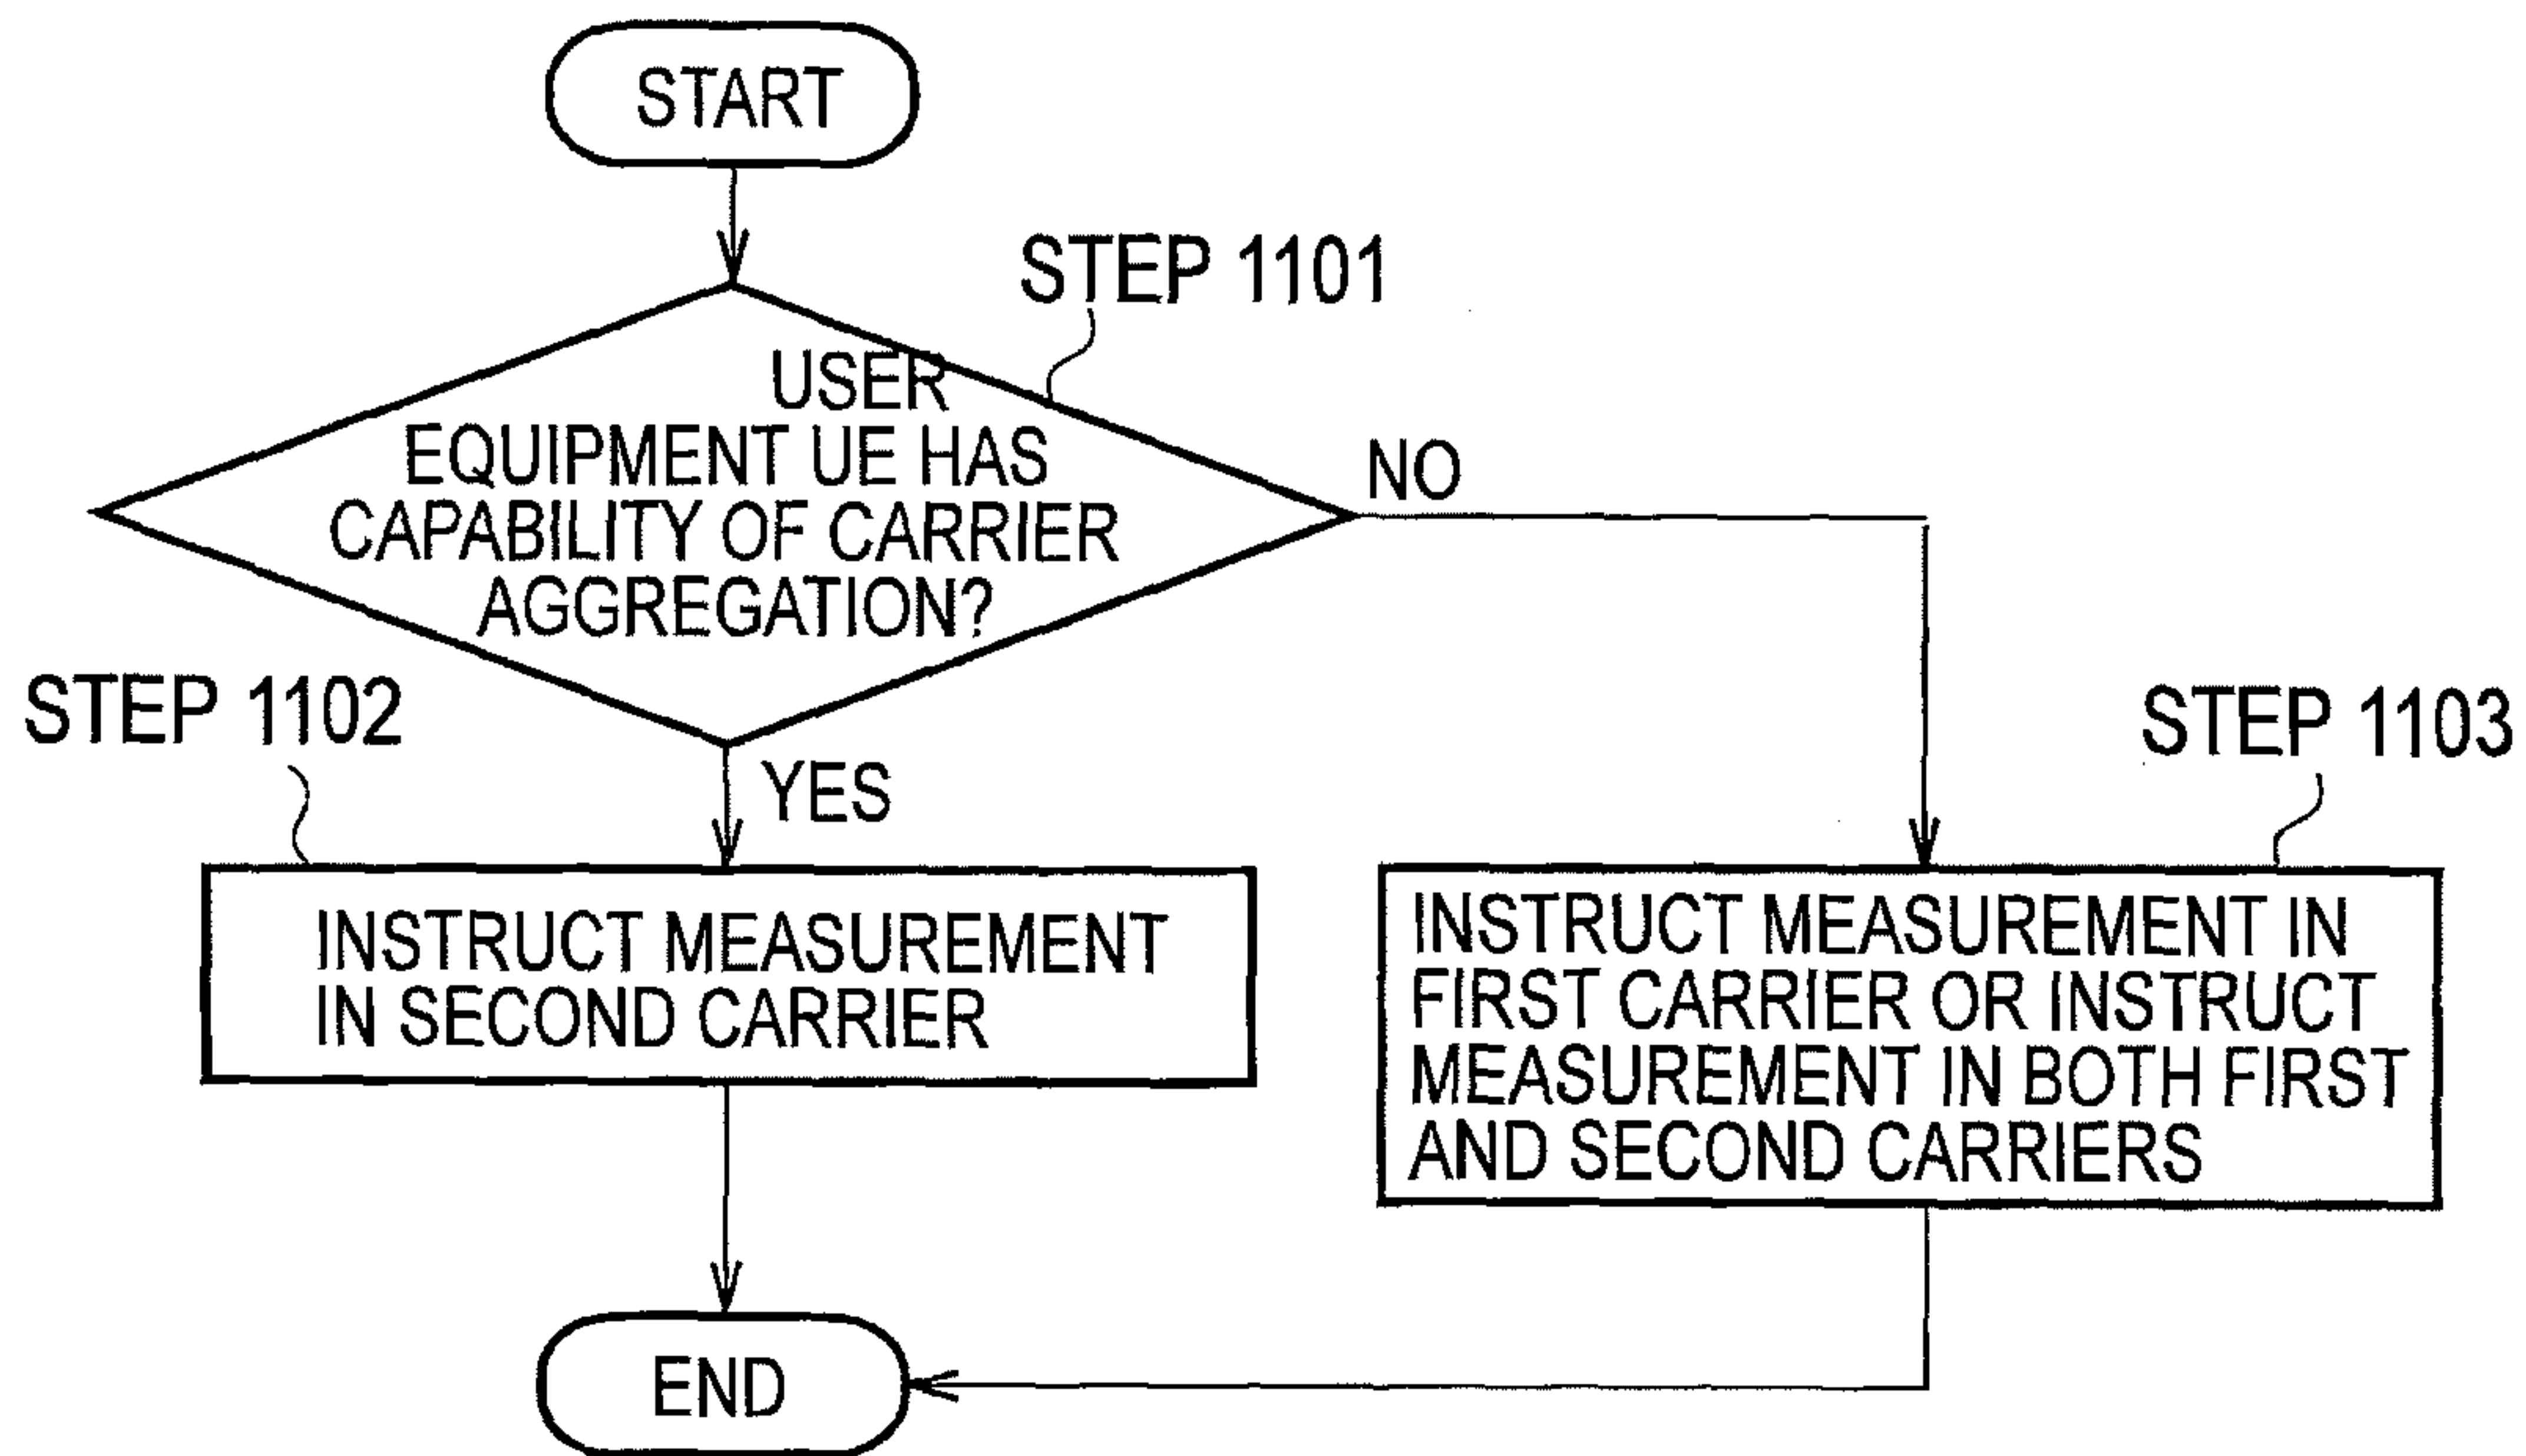 START
STEP 1101
USER
EQUIPMENT UE HAS
CAPABILITY OF CARRIER
AGGREGATION?
NO
STEP 1102
YES
STEP 1103
INSTRUCT MEASUREMENT
IN SECOND CARRIER
INSTRUCT MEASUREMENT IN
FIRST CARRIER OR INSTRUCT
MEASUREMENT IN BOTH FIRST
AND SECOND CARRIERS
END